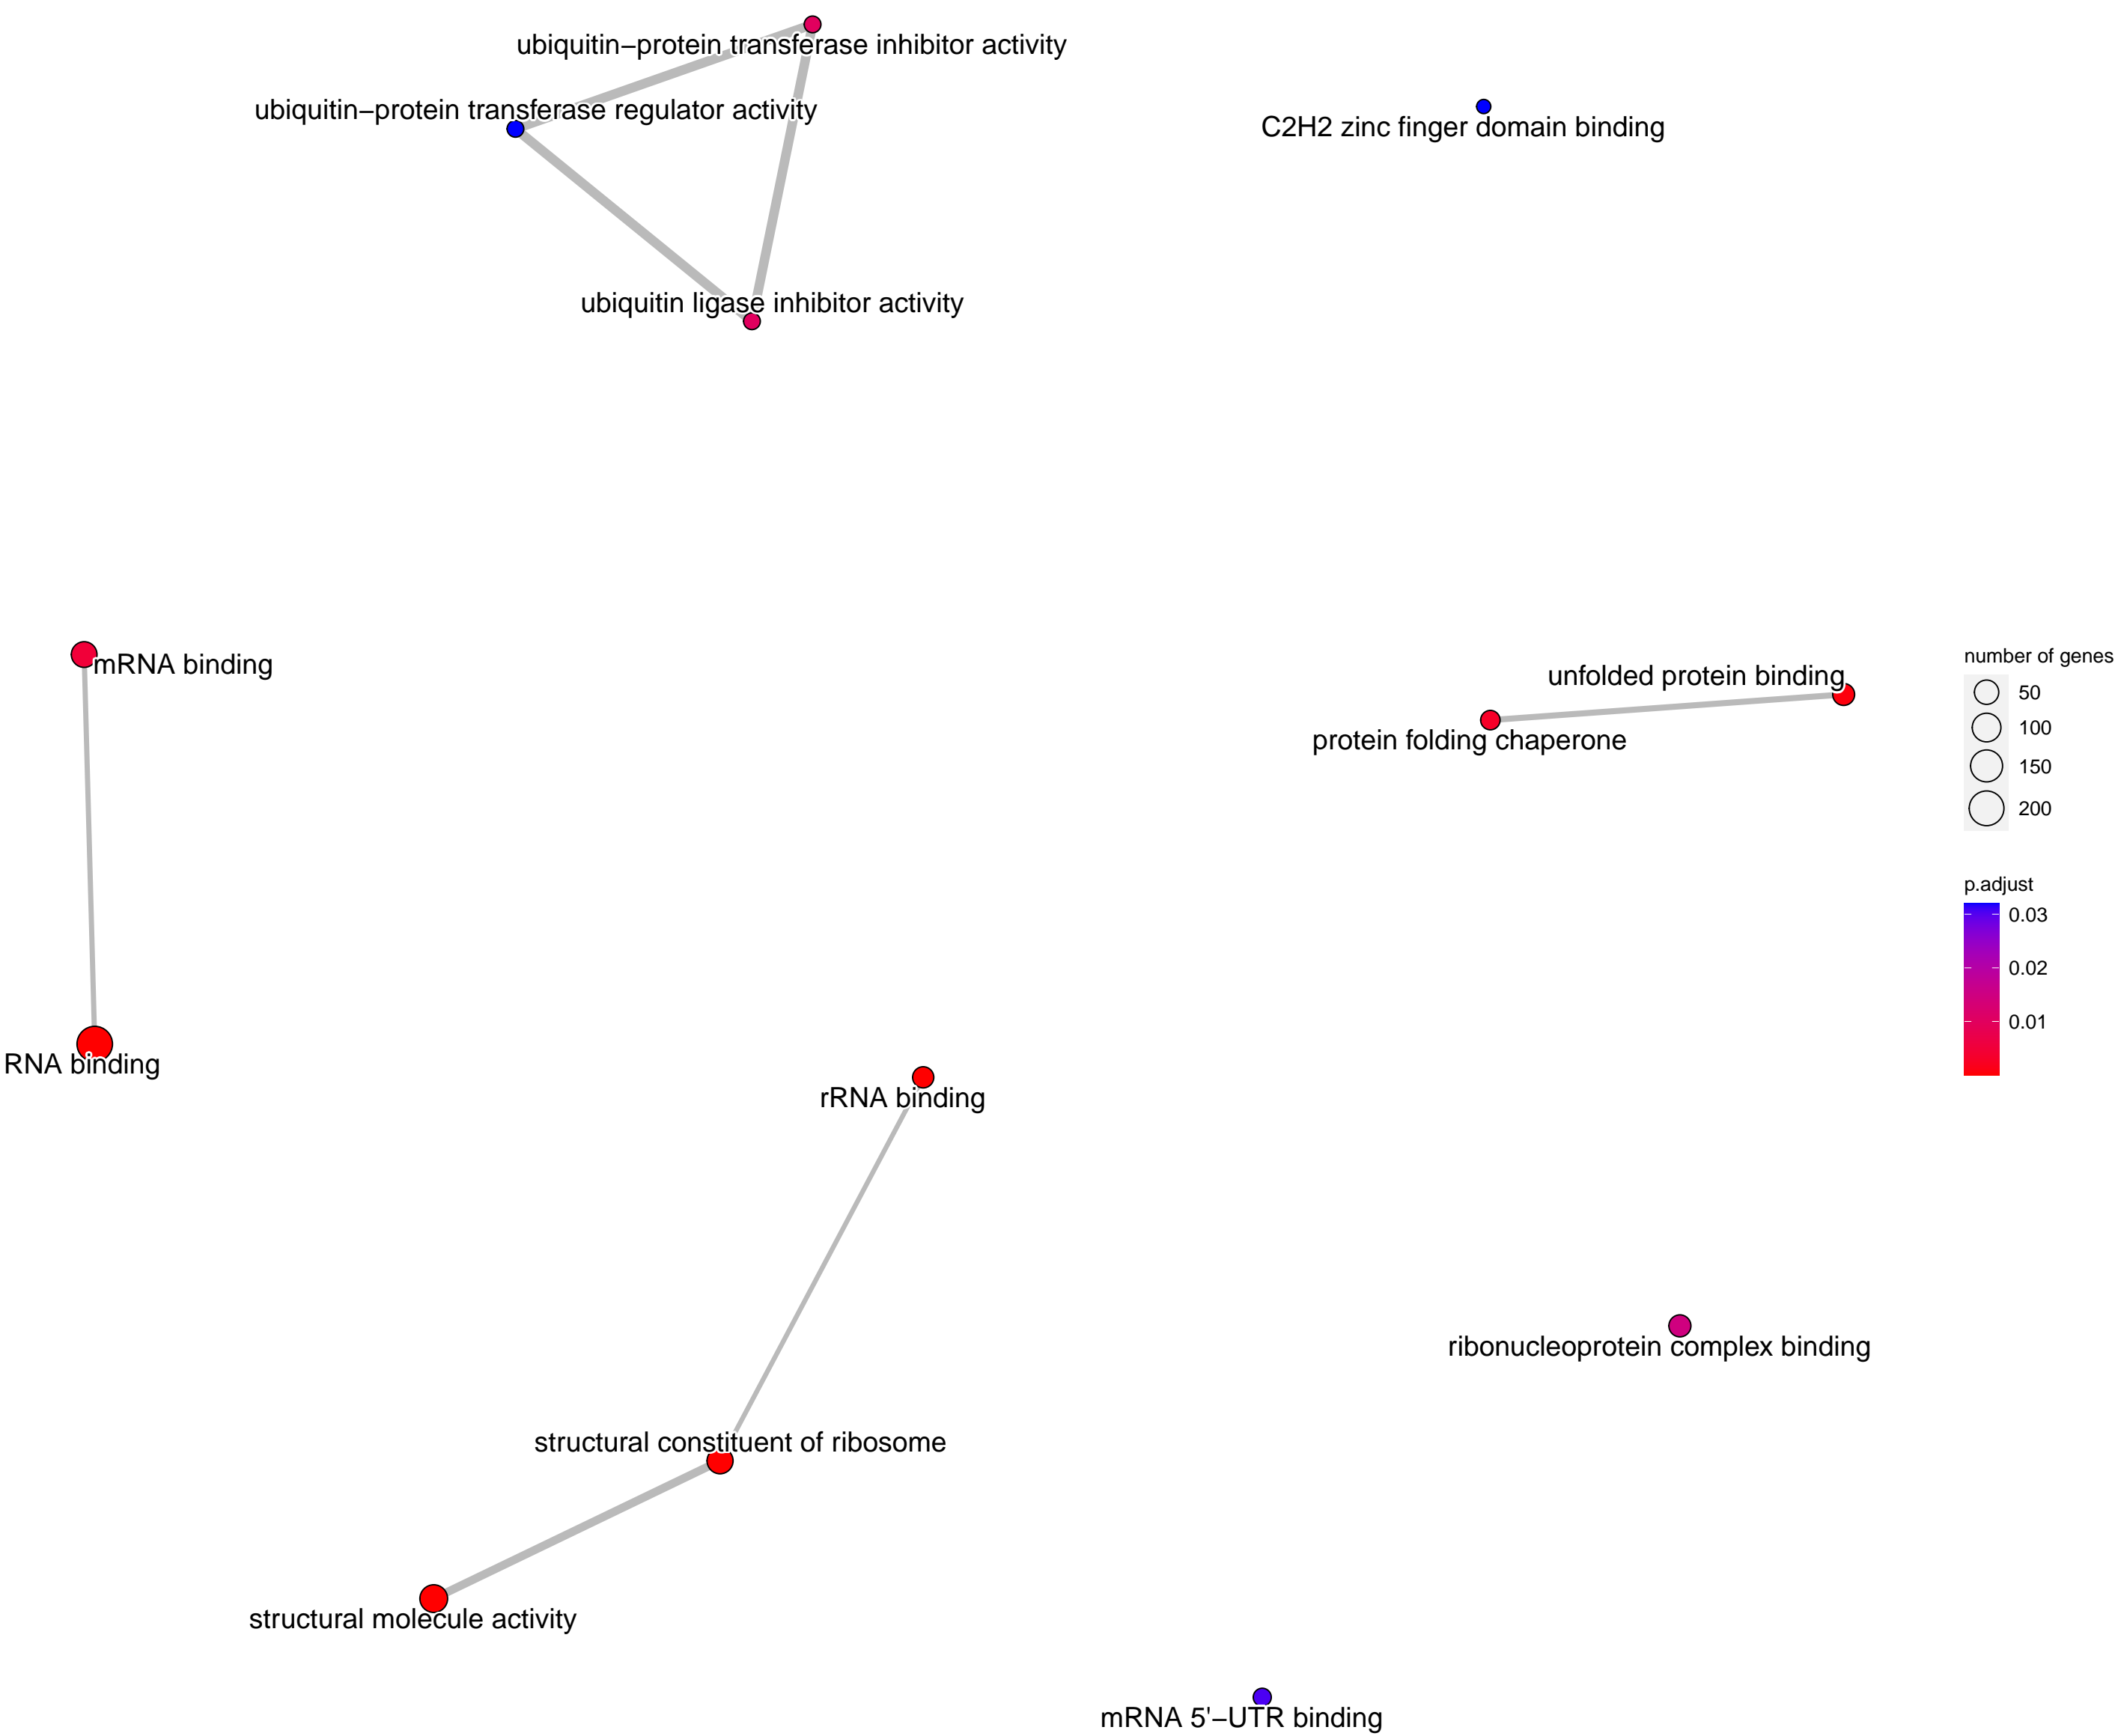 ubiquitin−protein transferase inhibitor activity
ubiquitin−protein transferase regulator activity
C2H2 zinc finger domain binding
ubiquitin ligase inhibitor activity
mRNA binding
unfolded protein binding
protein folding chaperone
number of genes
50
100
150
200
p.adjust
0.03
0.02
0.01
RNA binding
rRNA binding
ribonucleoprotein complex binding
structural constituent of ribosome
structural molecule activity
mRNA 5'−UTR binding